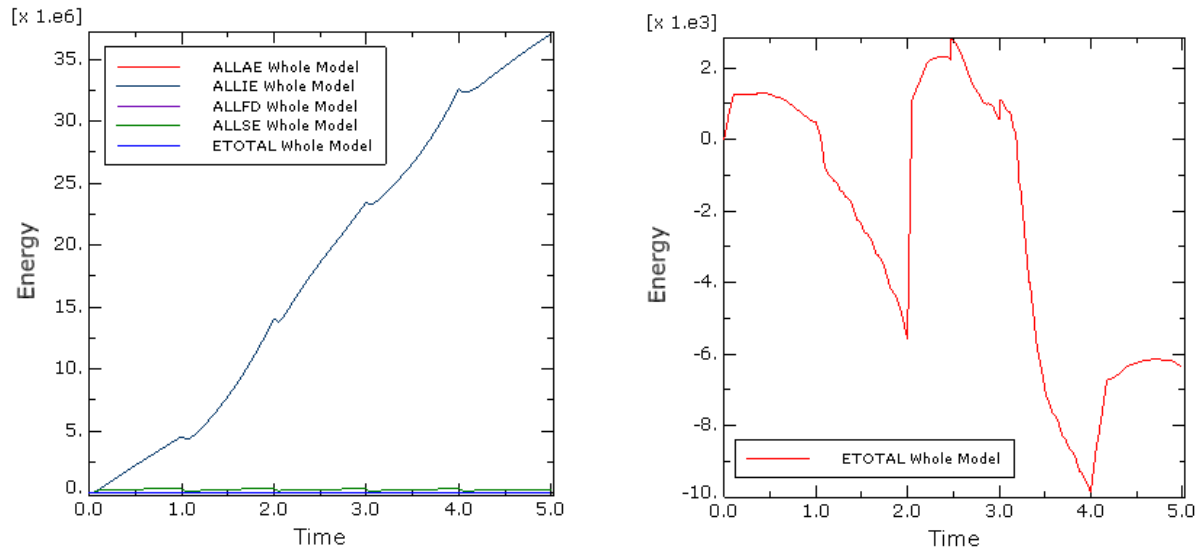 [x 1.e6]
35.
30.
25.
20.
15.
10.
5.
0.
0.0 1.0 2.0 3.0 4.0 5.0
Energy
Time
ALLAE Whole Model
ALLIE Whole Model
ALLFD Whole Model
ALLSE Whole Model
ETOTAL Whole Model
[x 1.e3]
2.
0.
-2.
-4.
-6.
-8.
-10.
0.0 1.0 2.0 3.0 4.0 5.0
Energy
Time
ETOTAL Whole Model